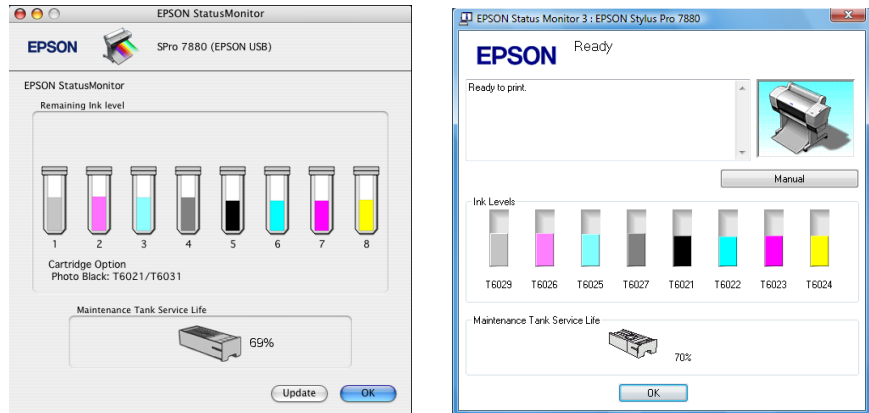 EPSON StatusMonitor
EPSON
SPro 7880 (EPSON USB)
EPSON StatusMonitor
Remaining Ink level
1 2 3 4 5 6 7 8
Cartridge Option
Photo Black: T6021/T6031
Maintenance Tank Service Life
69%
Update OK
EPSON Status Monitor 3 : EPSON Stylus Pro 7880
EPSON
Ready
Ready to print.
Manual
Ink Levels
T6029 T6026 T6025 T6027 T6021 T6022 T6023 T6024
Maintenance Tank Service Life
70%
OK